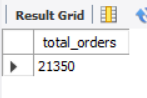 Result Grid
total_orders
21350